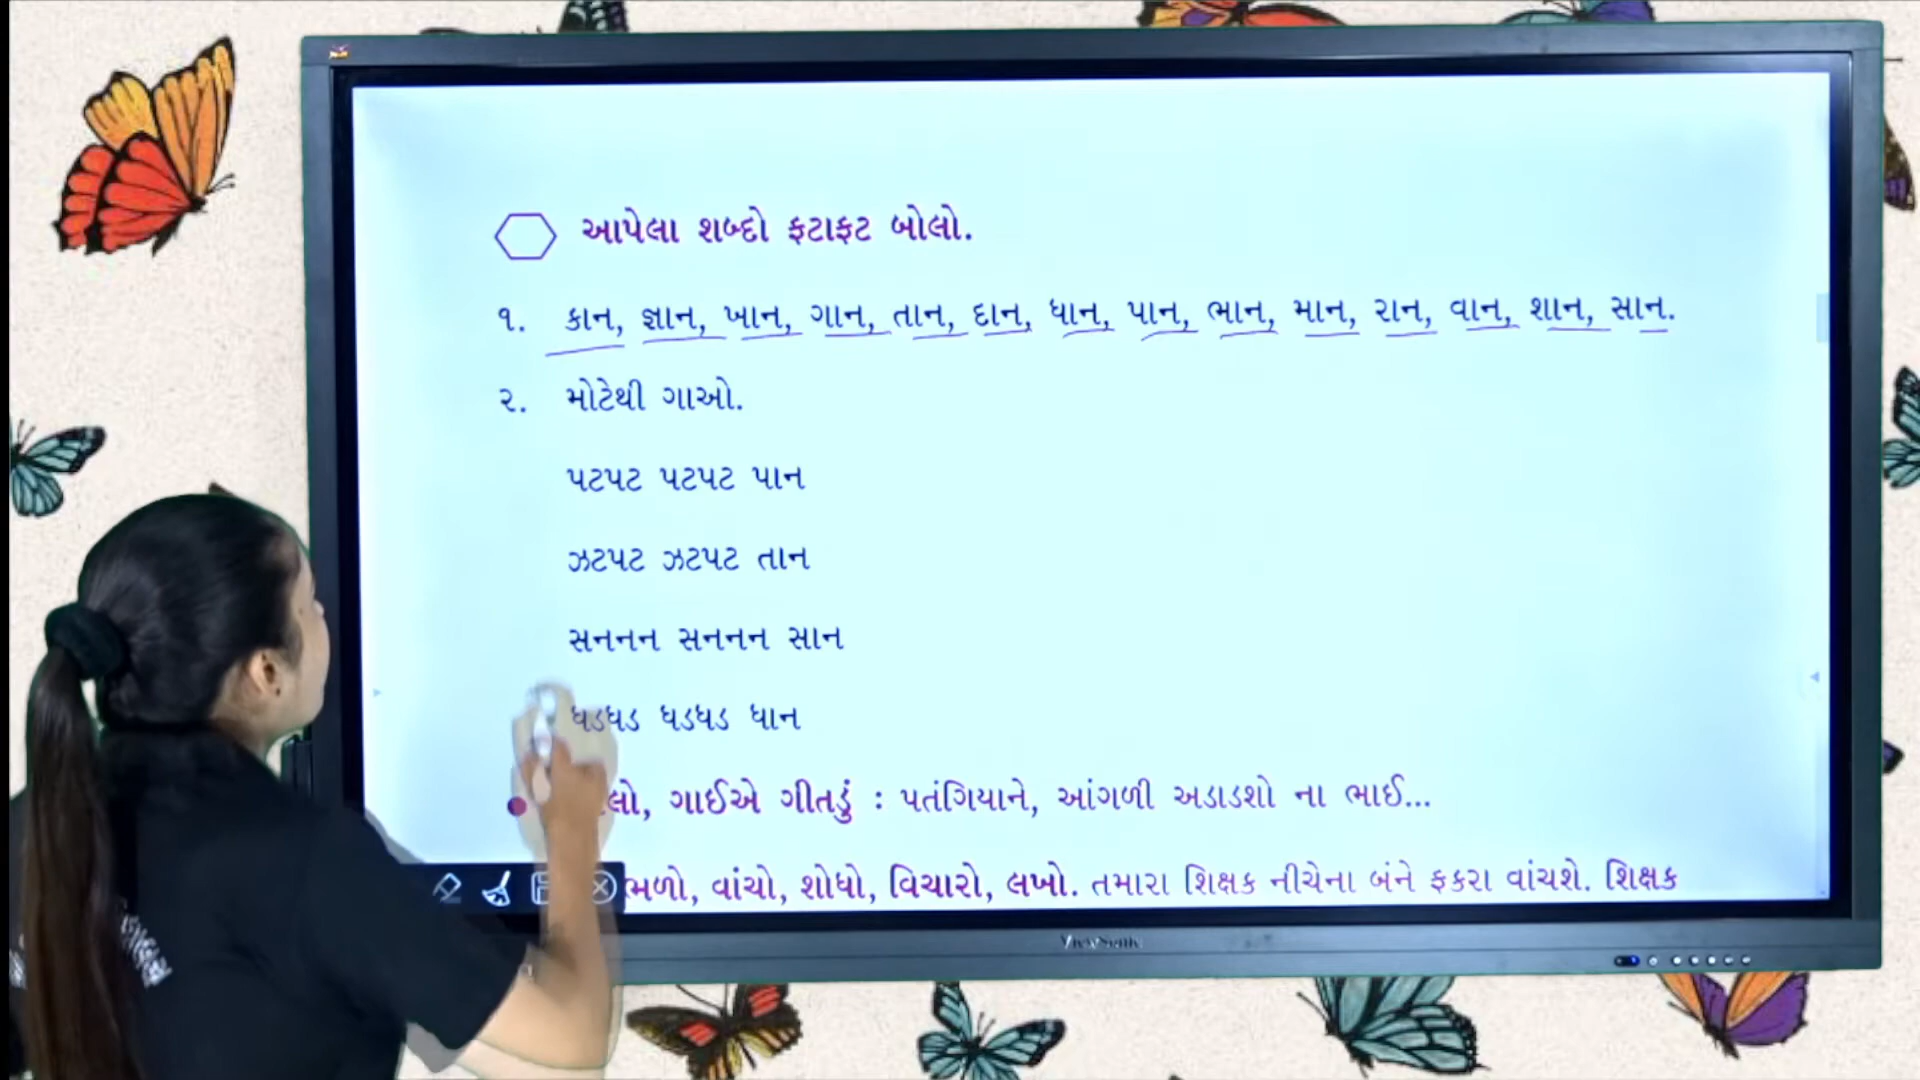 આપેલા શબ્દો ફટાફટ બોલો.
૧. કાન, જ્ઞાન, ખાન, ગાન, તાન, દાન, ધાન, પાન, ભાન, માન, રાન, વાન, શાન, સાન.
૨. મોટેથી ગાઓ.
પટપટ પટપટ પાન
ઝટપટ ઝટપટ તાન
સનનન સનનન સાન
ધડધડ ધડધડ ધાન
ગાઈએ ગીતડું : પતંગિયાને, આંગળી અડાડશો ના ભાઈ...
વાંચો, શોધો, વિચારો, લખો. તમારા શિક્ષક નીચેના બંને ફકરા વાંચશે. શિક્ષક
ViewSonic